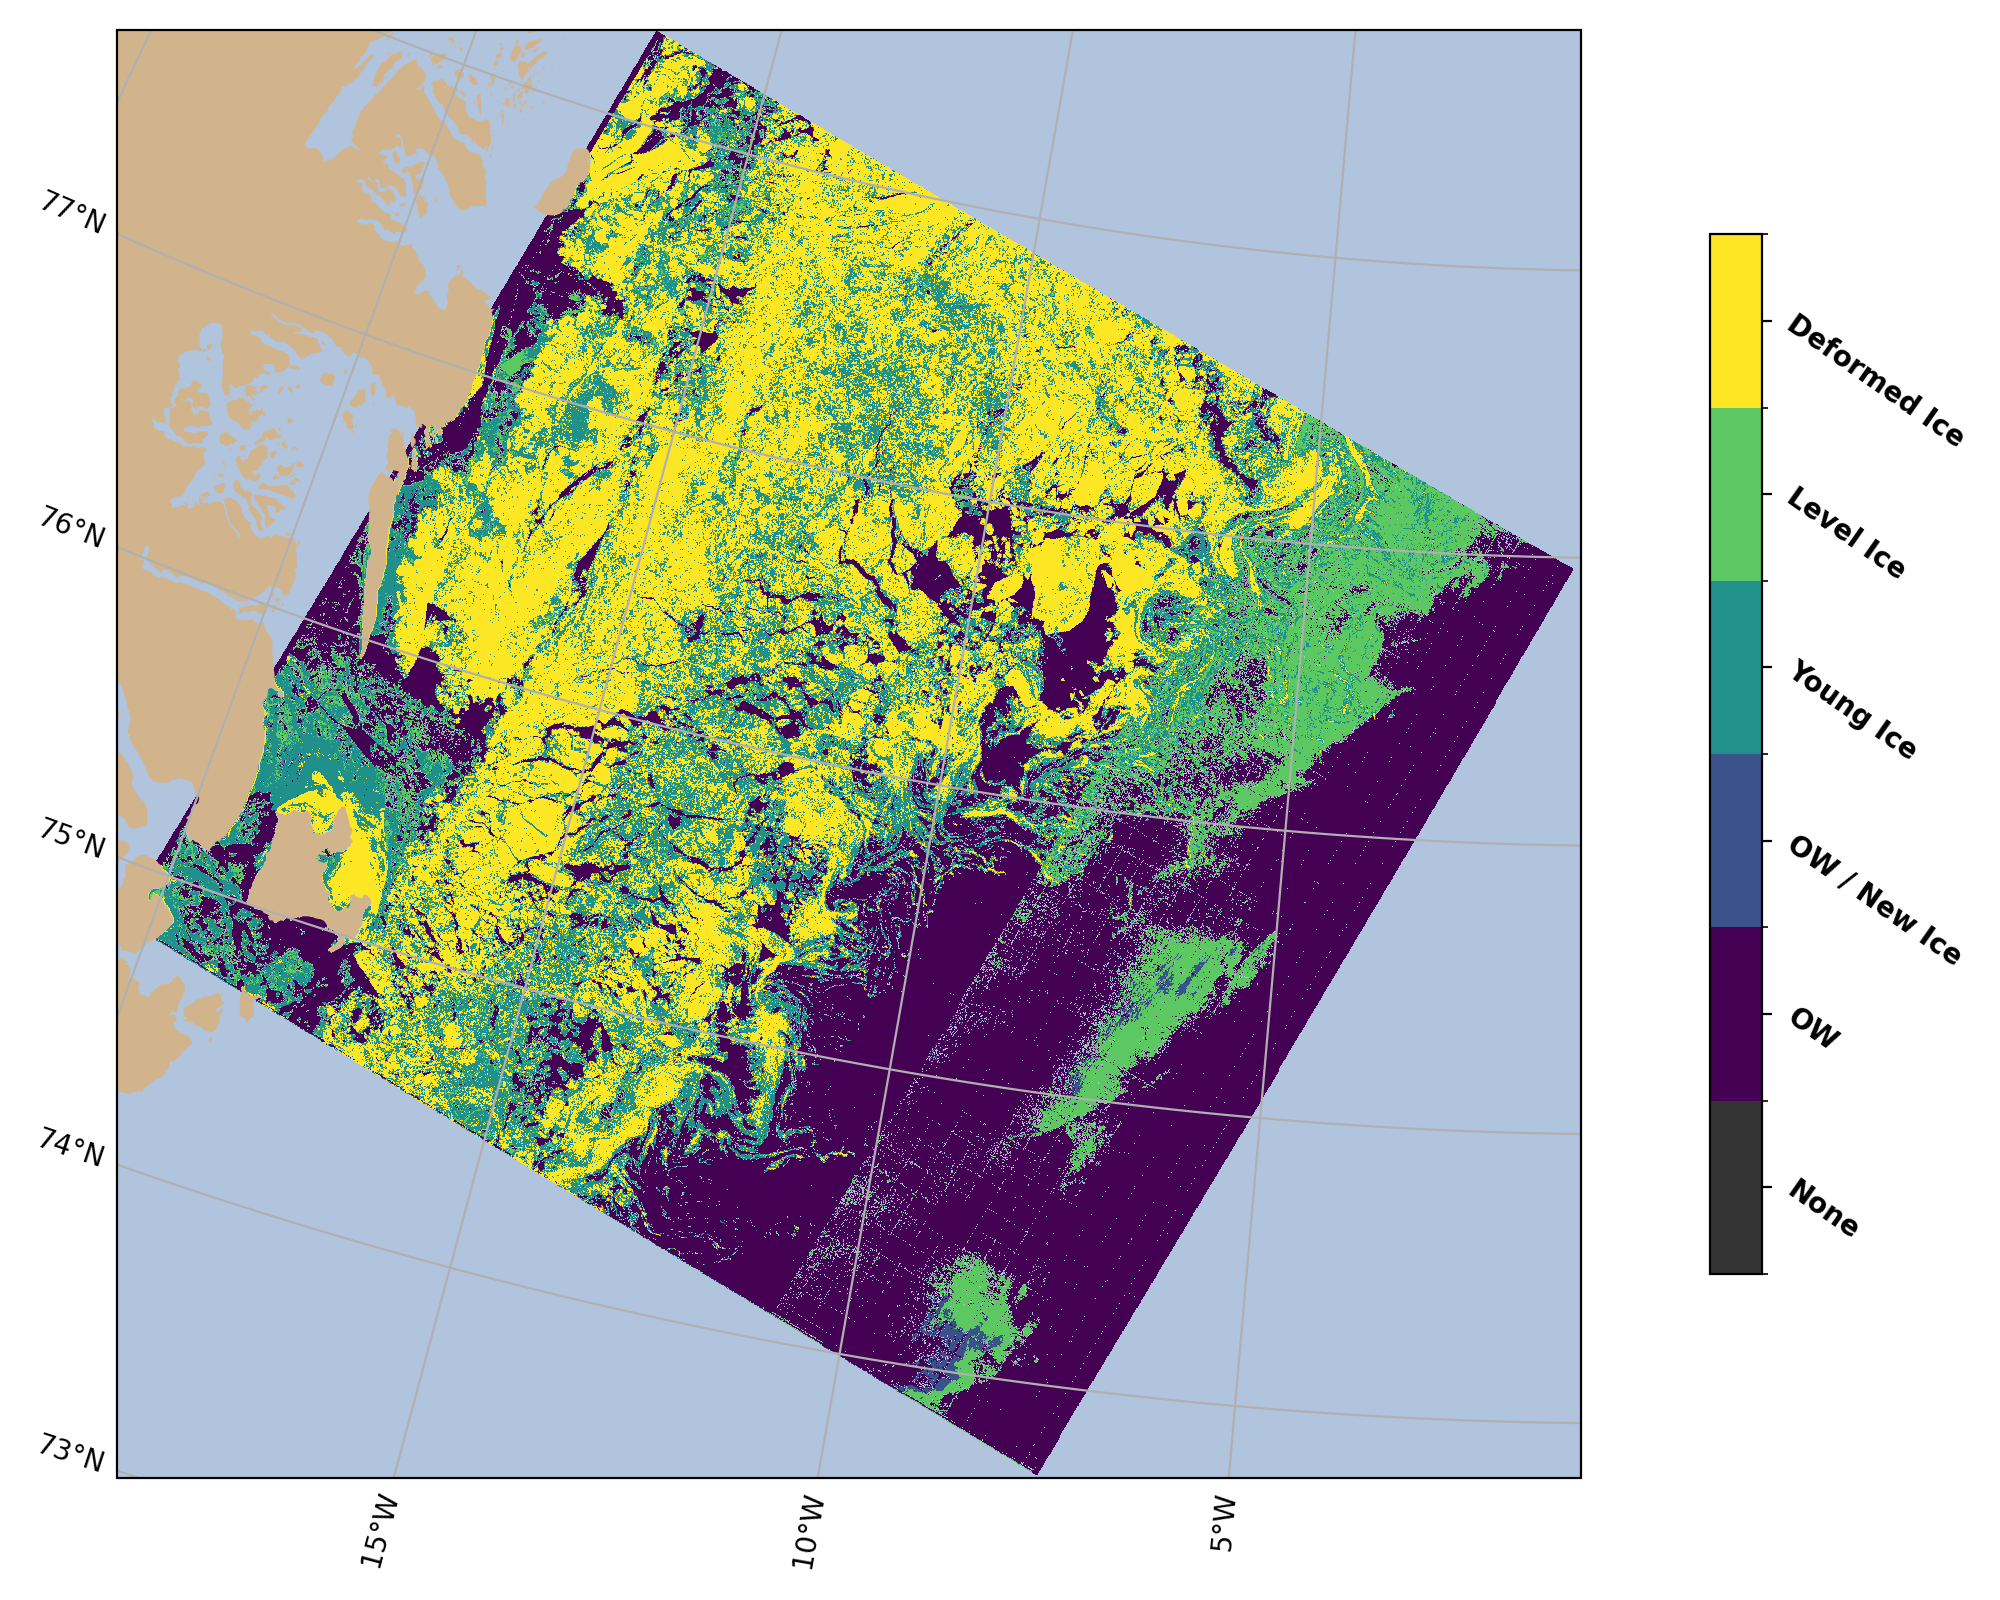 77°N
76°N
75°N
74°N
73°N
15°W
10°W
5°W
Deformed Ice
Level Ice
Young Ice
OW / New Ice
OW
None